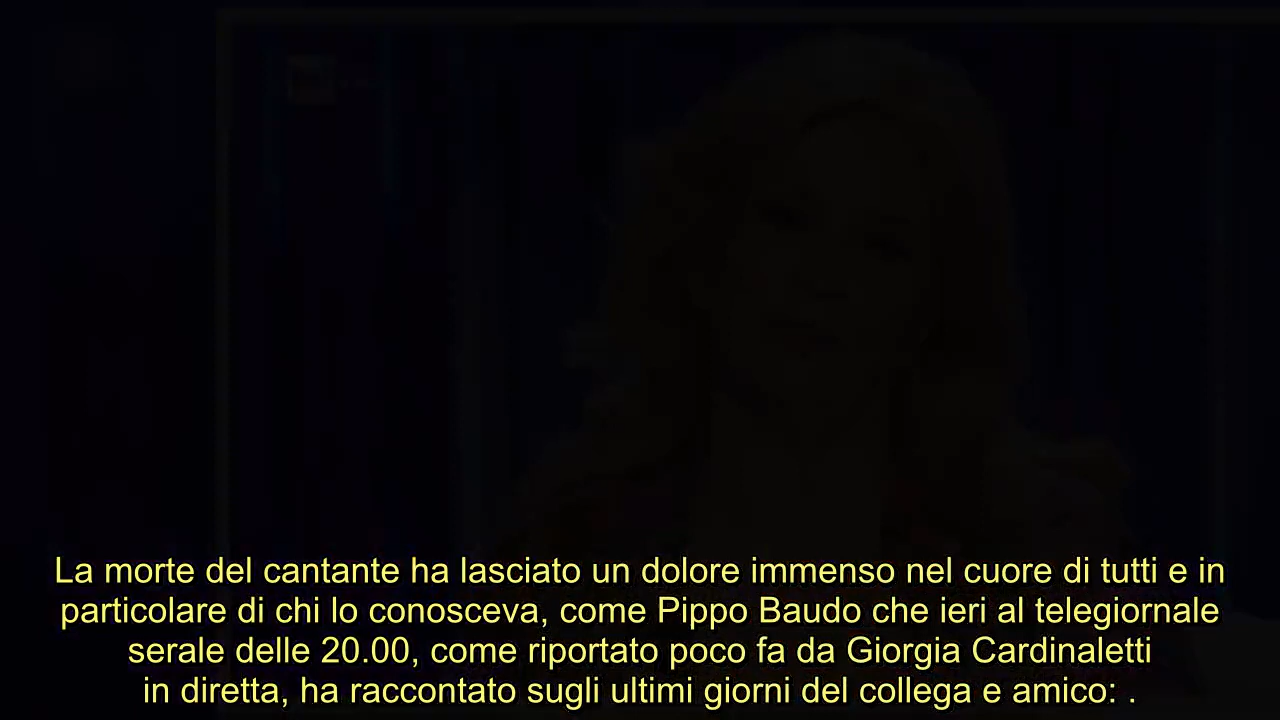 La morte del cantante ha lasciato un dolore immenso nel cuore di tutti e in
particolare di chi lo conosceva, come Pippo Baudo che ieri al telegiornale
serale delle 20.00, come riportato poco fa da Giorgia Cardinaletti
in diretta, ha raccontato sugli ultimi giorni del collega e amico: .